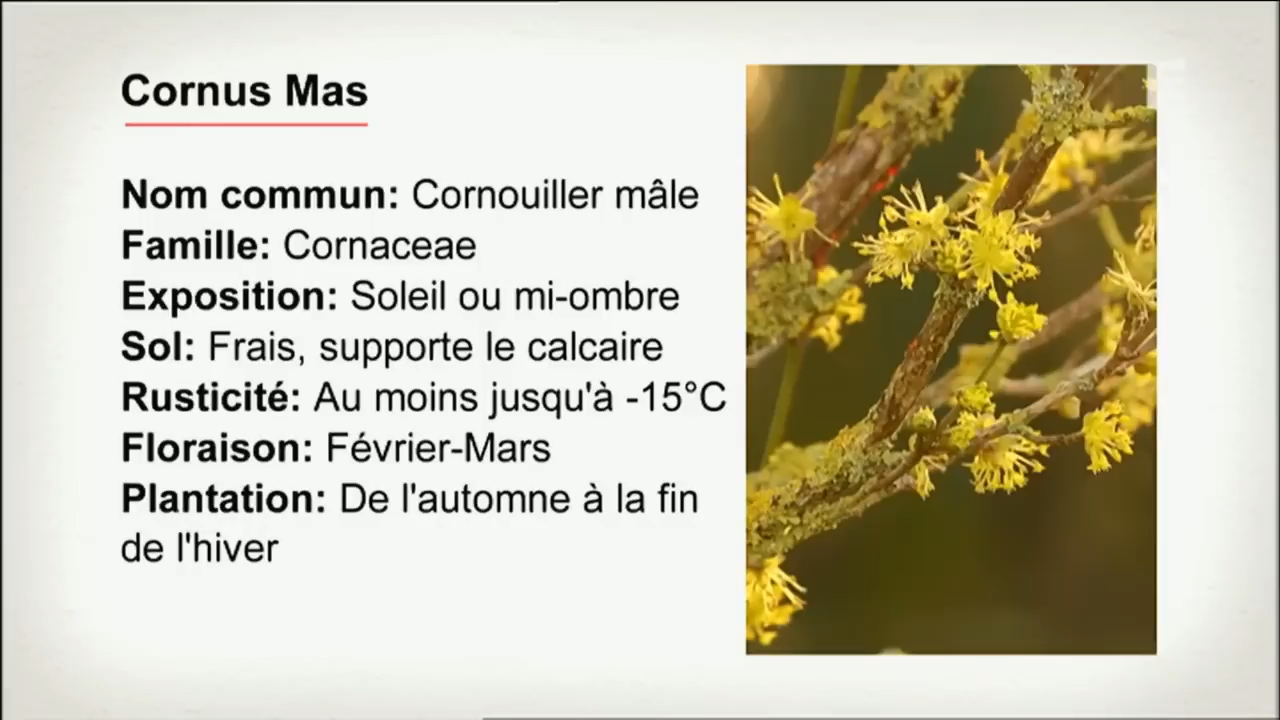 Cornus Mas
Nom commun: Cornouiller mâle
Famille: Cornaceae
Exposition: Soleil ou mi-ombre
Sol: Frais, supporte le calcaire
Rusticité: Au moins jusqu'à -15°C
Floraison: Février-Mars
Plantation: De l'automne à la fin
de l'hiver